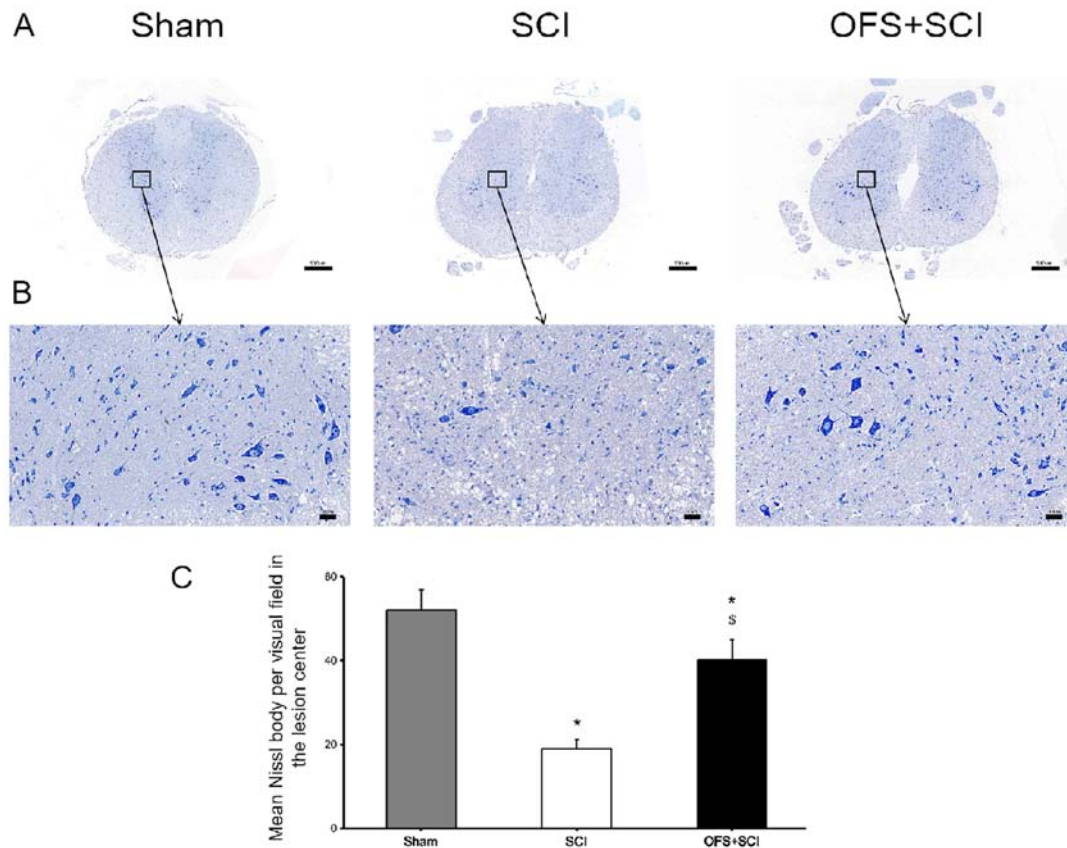 A
Sham
SCI
OFS+SCI
B
C
Mean Nissl body per visual field in
the lesion center
60
40
20
0
*
*
$
Sham
SCI
OFS+SCI